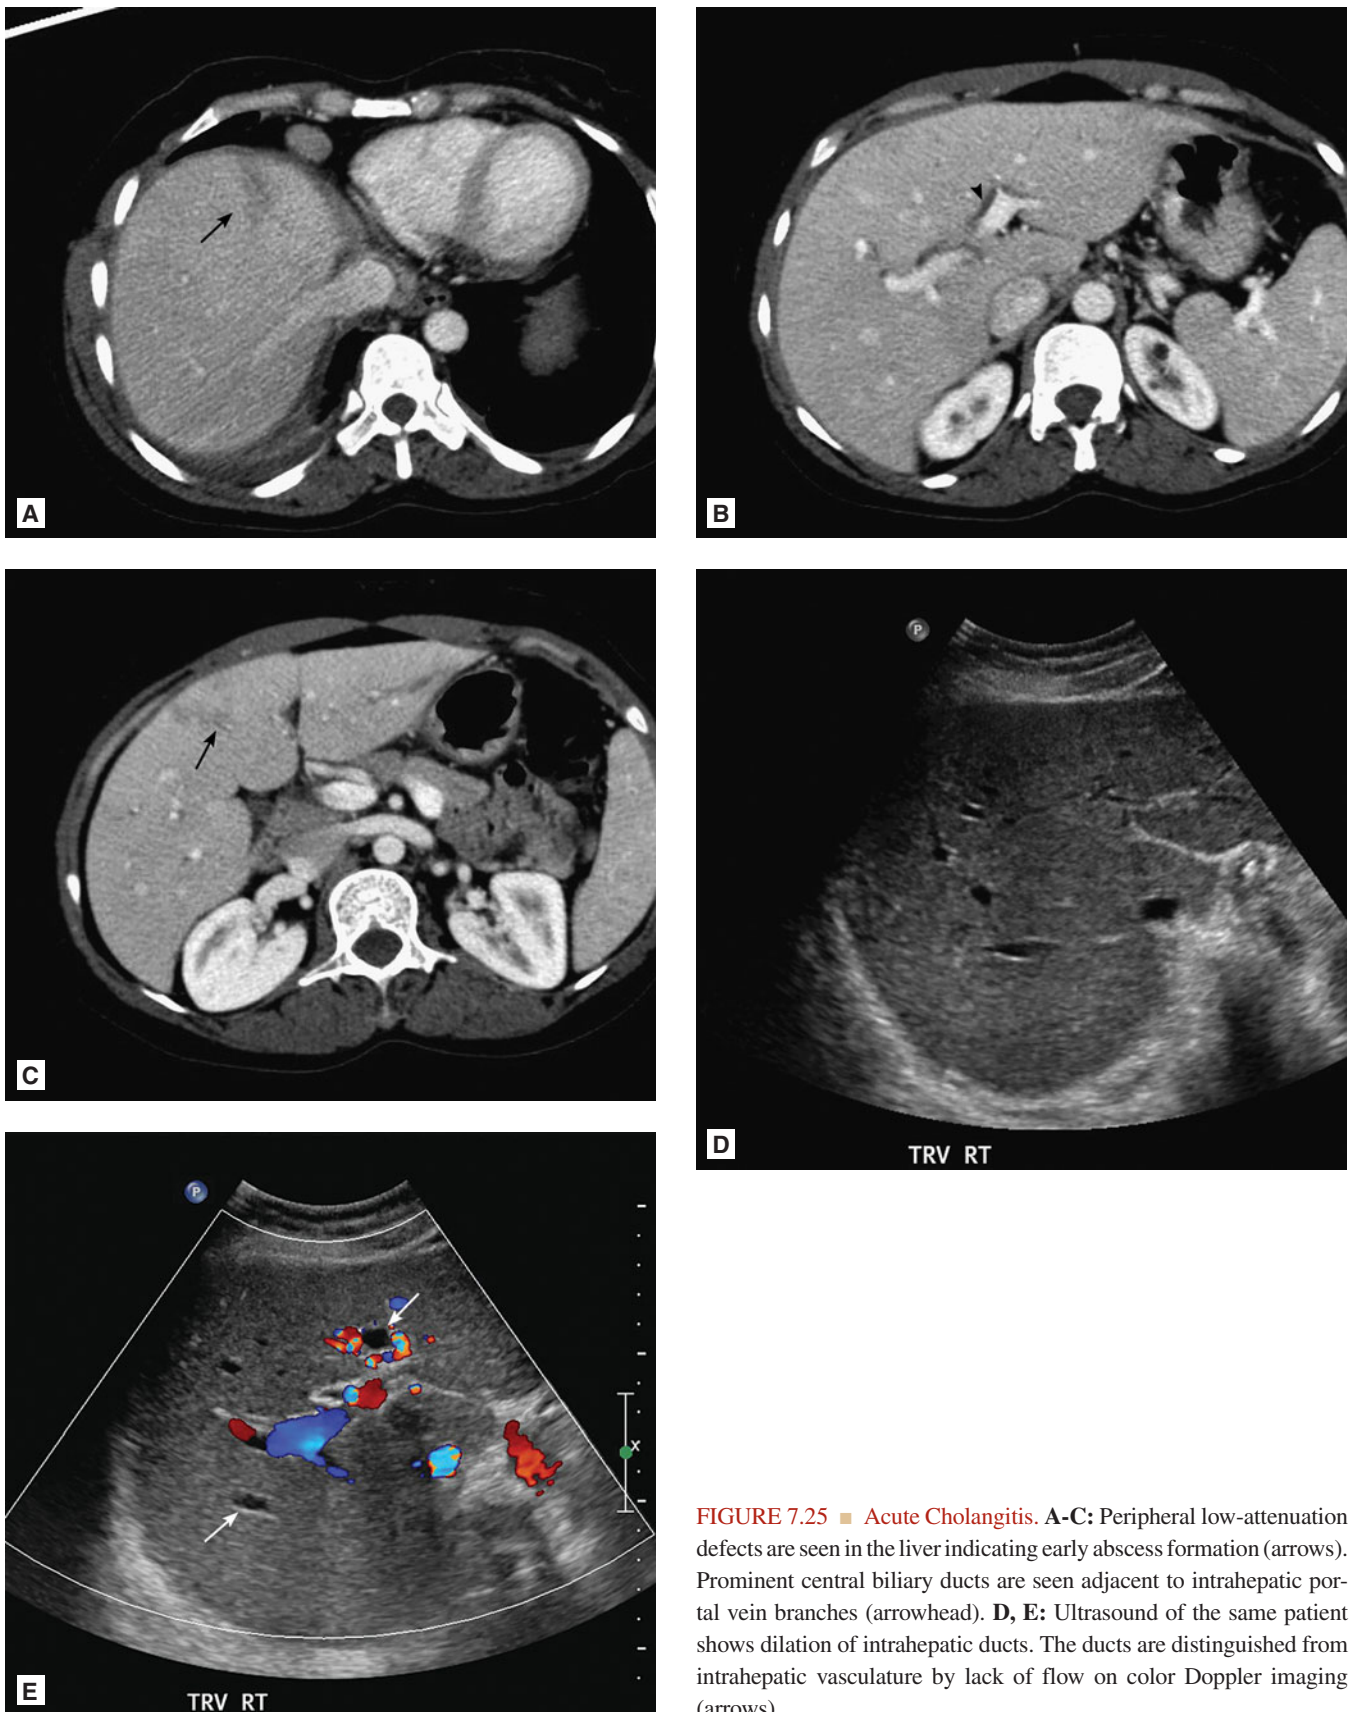 A
B
P
C
D
TRV RT
P
x
E
TRV RT
FIGURE 7.25 ■ Acute Cholangitis. A-C: Peripheral low-attenuation
defects are seen in the liver indicating early abscess formation (arrows).
Prominent central biliary ducts are seen adjacent to intrahepatic por-
tal vein branches (arrowhead). D, E: Ultrasound of the same patient
shows dilation of intrahepatic ducts. The ducts are distinguished from
intrahepatic vasculature by lack of flow on color Doppler imaging
(arrows)